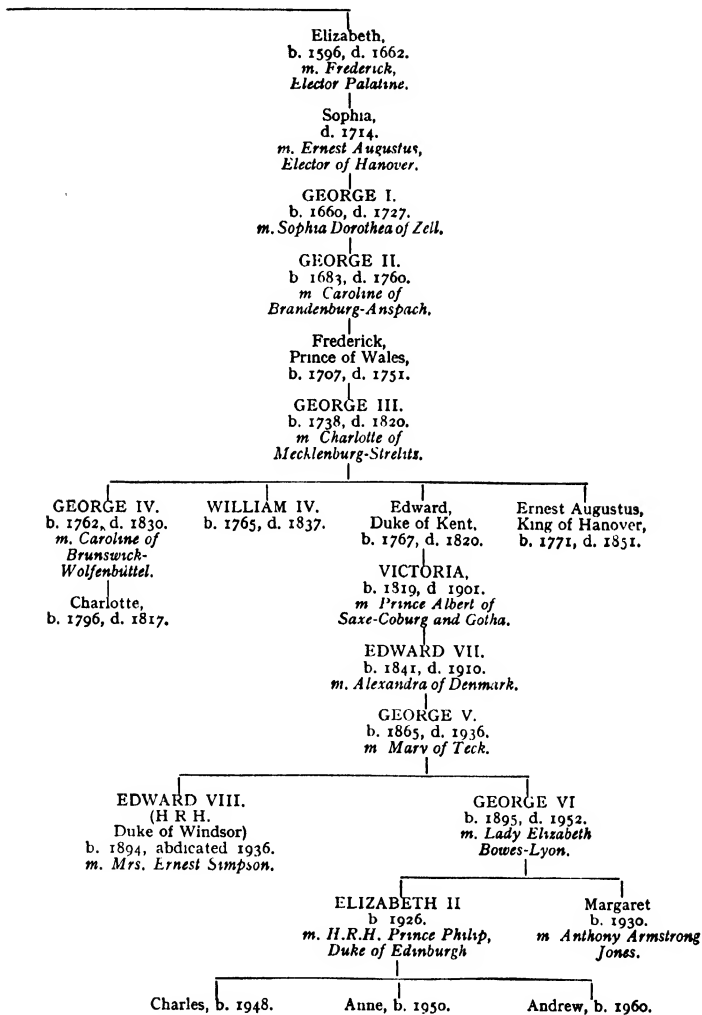 Elizabeth,
b. 1596, d. 1662.
m. Frederick,
Elector Palatine.
Sophia,
d. 1714.
m. Ernest Augustus,
Elector of Hanover.
GEORGE I.
b. 1660, d. 1727.
m. Sophia Dorothea of Zell.
GEORGE II.
b 1683, d. 1760.
m Caroline of
Brandenburg-Anspach.
Frederick,
Prince of Wales,
b. 1707, d. 1751.
GEORGE III.
b. 1738, d. 1820.
m Charlotte of
Mecklenburg-Strelitz.
GEORGE IV.
b. 1762, d. 1830.
m. Caroline of
Brunswick-
Wolfenbüttel.
Charlotte,
b. 1796, d. 1817.
WILLIAM IV.
b. 1765, d. 1837.
Edward,
Duke of Kent,
b. 1767, d. 1820.
Ernest Augustus,
King of Hanover,
b. 1771, d. 1851.
VICTORIA,
b. 1819, d 1901.
m Prince Albert of
Saxe-Coburg and Gotha.
EDWARD VII.
b. 1841, d. 1910.
m. Alexandra of Denmark.
GEORGE V.
b. 1865, d. 1936.
m Mary of Teck.
EDWARD VIII.
(H R H.
Duke of Windsor)
b. 1894, abdicated 1936.
m. Mrs. Ernest Simpson.
GEORGE VI
b. 1895, d. 1952.
m. Lady Elizabeth
Bowes-Lyon.
ELIZABETH II
b 1926.
m. H.R.H. Prince Philip,
Duke of Edinburgh
Margaret
b. 1930.
m Anthony Armstrong
Jones.
Charles, b. 1948.
Anne, b. 1950.
Andrew, b. 1960.